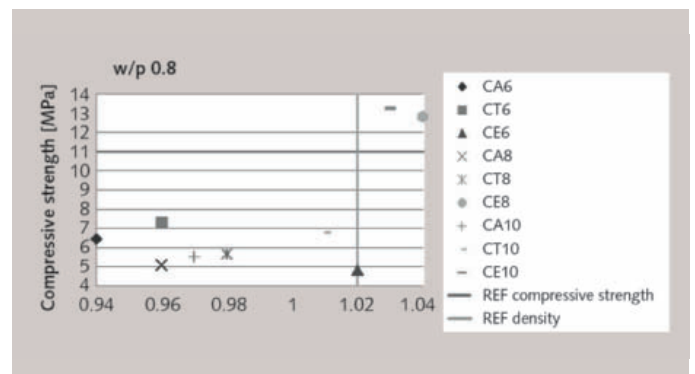 w/p 0.8
Compressive strength [MPa]
14
13
12
11
10
9
8
7
6
5
4
0.94 0.96 0.98 1 1.02 1.04
CA6
CT6
CE6
CA8
CT8
CE8
CA10
CT10
CE10
REF compressive strength
REF density